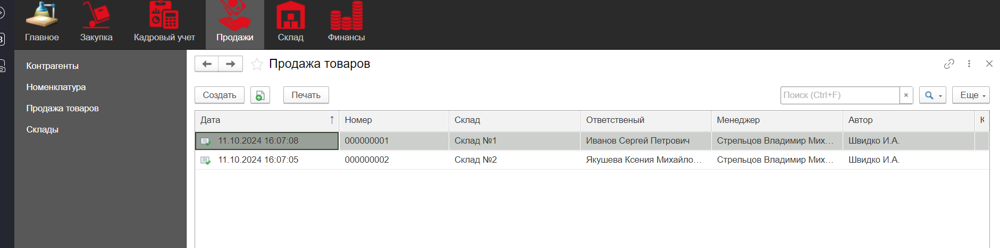 Главное Закупка Кадровый учет Продажи Склад Финансы
Контрагенты
Номенклатура
Продажа товаров
Склады
Продажа товаров
Создать Печать Поиск (Ctrl+F) × Еще
Дата ↑ Номер Склад Ответственый Менеджер Автор
11.10.2024 16:07:08 000000001 Склад №1 Иванов Сергей Петрович Стрельцов Владимир Мих... Швидко И.А.
11.10.2024 16:07:05 000000002 Склад №2 Якушева Ксения Михайло... Стрельцов Владимир Мих... Швидко И.А.